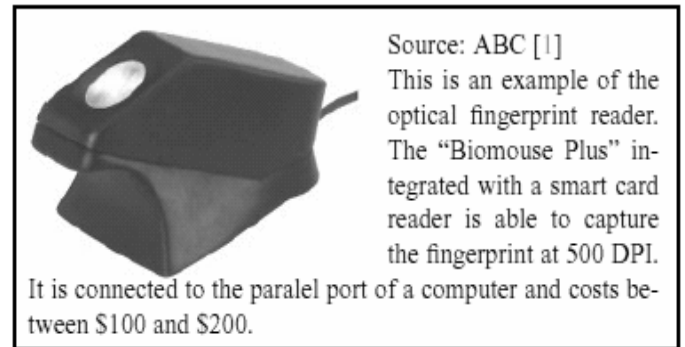 Source: ABC [1]
This is an example of the
optical fingerprint reader.
The “Biomouse Plus” in-
tegrated with a smart card
reader is able to capture
the fingerprint at 500 DPI.
It is connected to the paralel port of a computer and costs be-
tween $100 and $200.